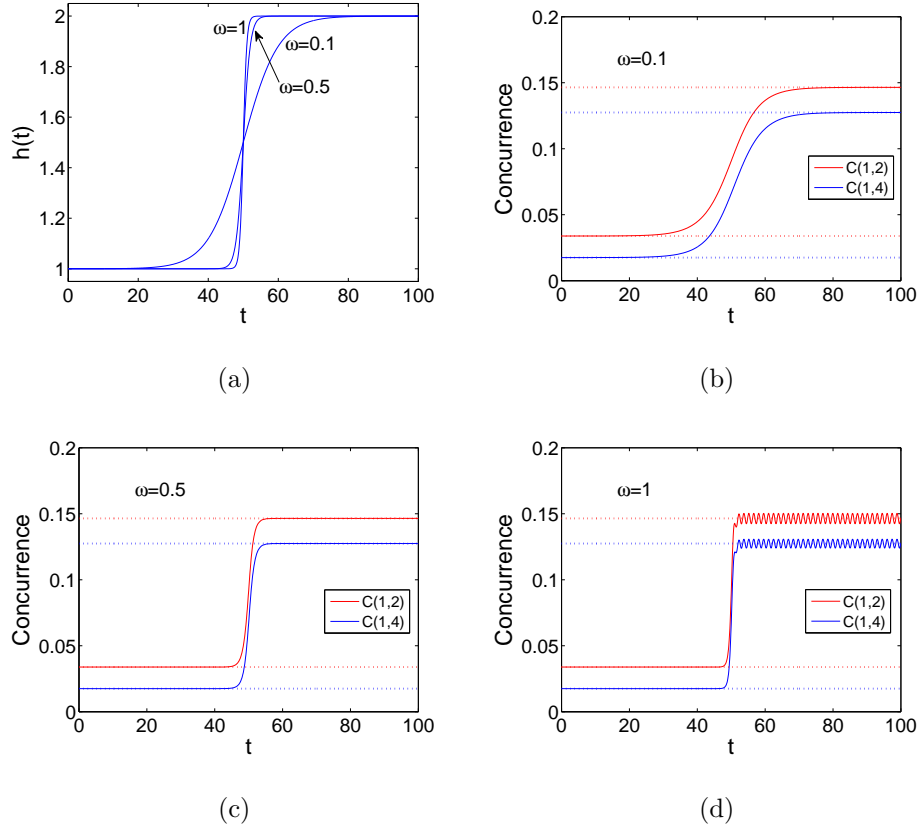 2
1.8
1.6
1.4
1.2
1
h(t)
0 20 40 60 80 100
t
ω=1
ω=0.1
ω=0.5
(a)
0.2
0.15
0.1
0.05
0
Concurrence
0 20 40 60 80 100
t
ω=0.1
C(1,2)
C(1,4)
(b)
0.2
0.15
0.1
0.05
0
Concurrence
0 20 40 60 80 100
t
ω=0.5
C(1,2)
C(1,4)
(c)
0.2
0.15
0.1
0.05
0
Concurrence
0 20 40 60 80 100
t
ω=1
C(1,2)
C(1,4)
(d)